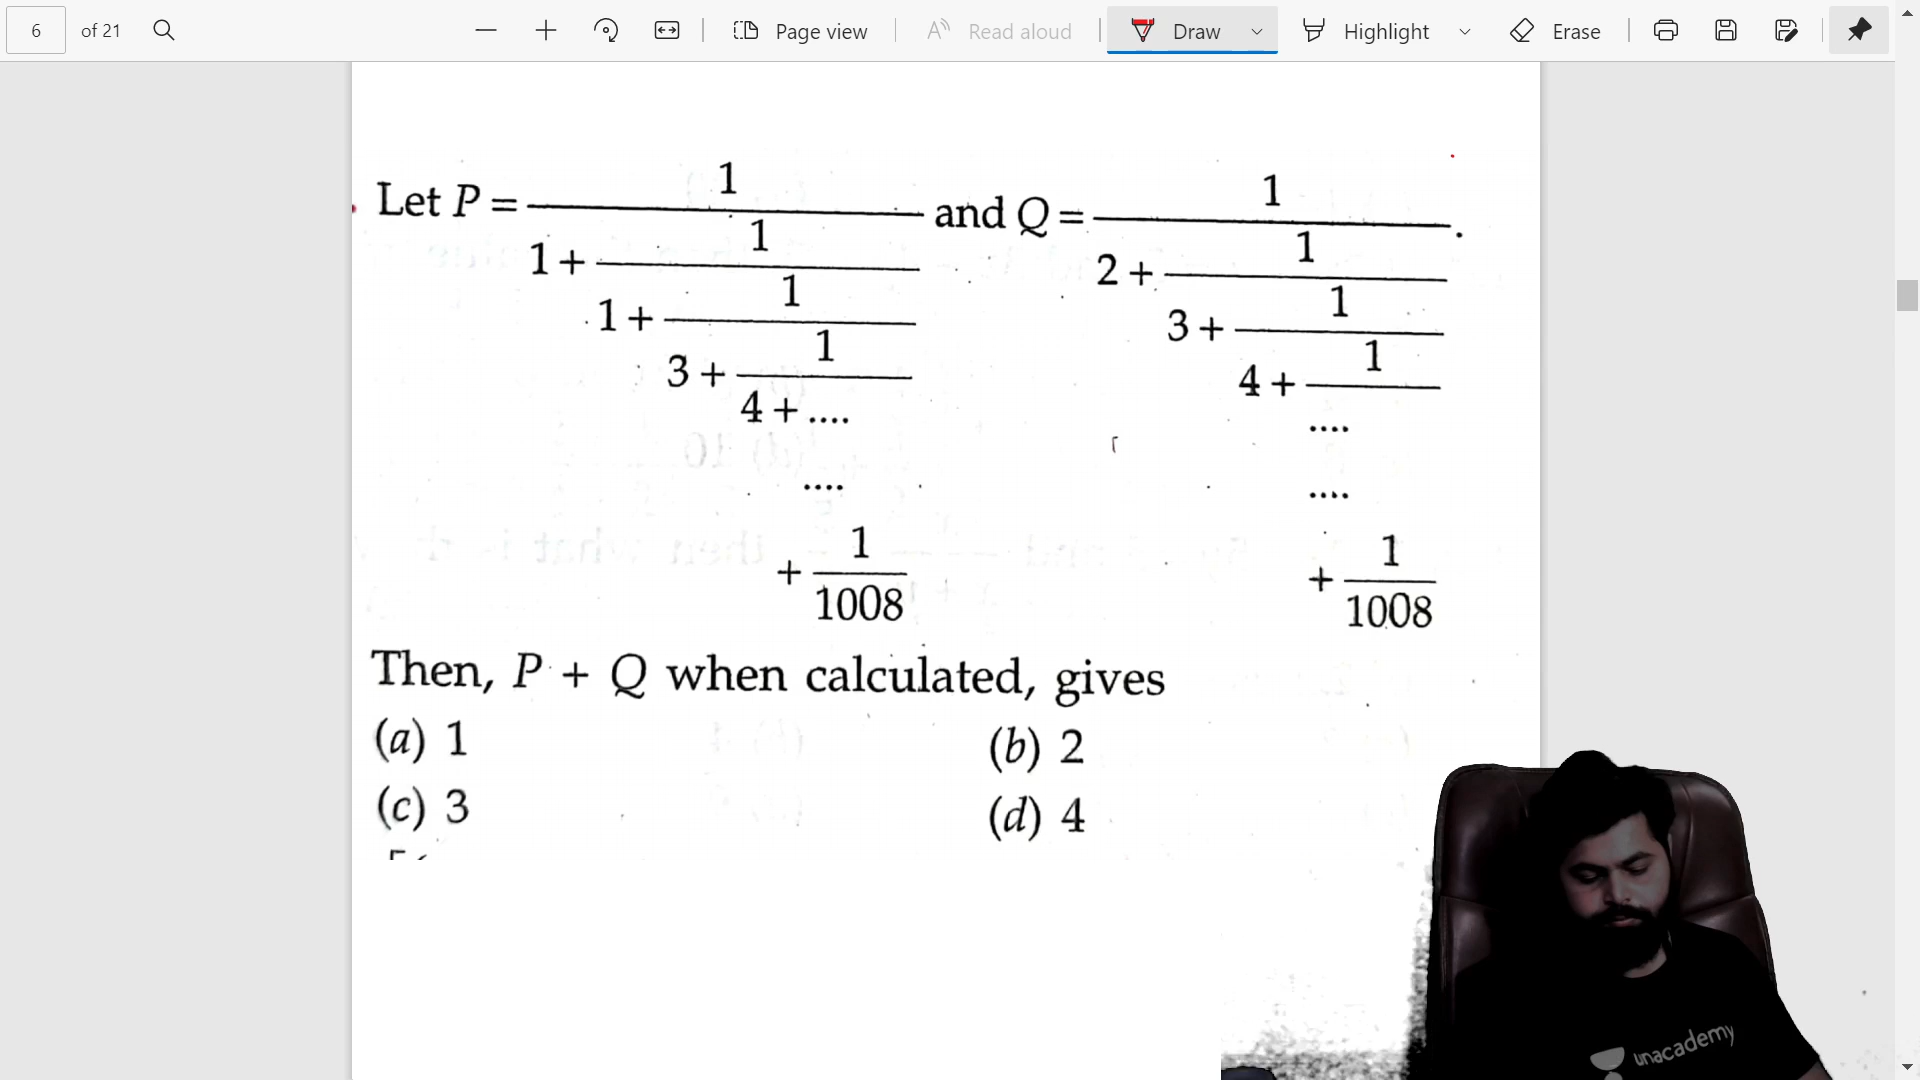 6 of 21 Page view Read aloud Draw Highlight Erase
Let P = 1 and Q = 1 .
1 + 1 2 + 1
1 + 1 3 + 1
3 + 1 4 + 1
4 + .... ....
.... ....
+ 1 + 1
1008 1008
Then, P + Q when calculated, gives
(a) 1 (b) 2
(c) 3 (d) 4
unacademy